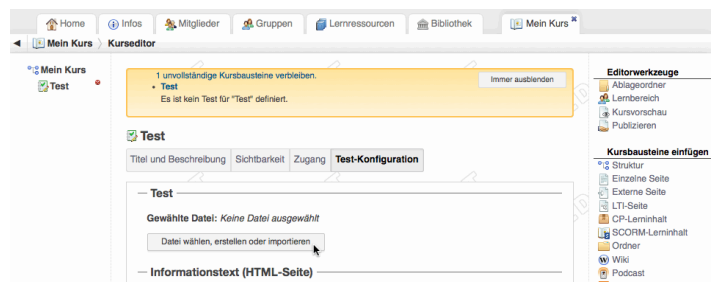 Home
Infos
Mitglieder
Gruppen
Lernressourcen
Bibliothek
Mein Kurs
Mein Kurs
Kurseditor
Mein Kurs
Test
1 unvollständige Kursbausteine verbleiben.
Test
Es ist kein Test für "Test" definiert.
Immer ausblenden
Test
Titel und Beschreibung
Sichtbarkeit
Zugang
Test-Konfiguration
Test
Gewählte Datei: Keine Datei ausgewählt
Datei wählen, erstellen oder importieren
Informationstext (HTML-Seite)
Editorwerkzeuge
Ablageordner
Lernbereich
Kursvorschau
Publizieren
Kursbausteine einfügen
Struktur
Einzelne Seite
Externe Seite
LTI-Seite
CP-Lerninhalt
SCORM-Lerninhalt
Ordner
Wiki
Podcast